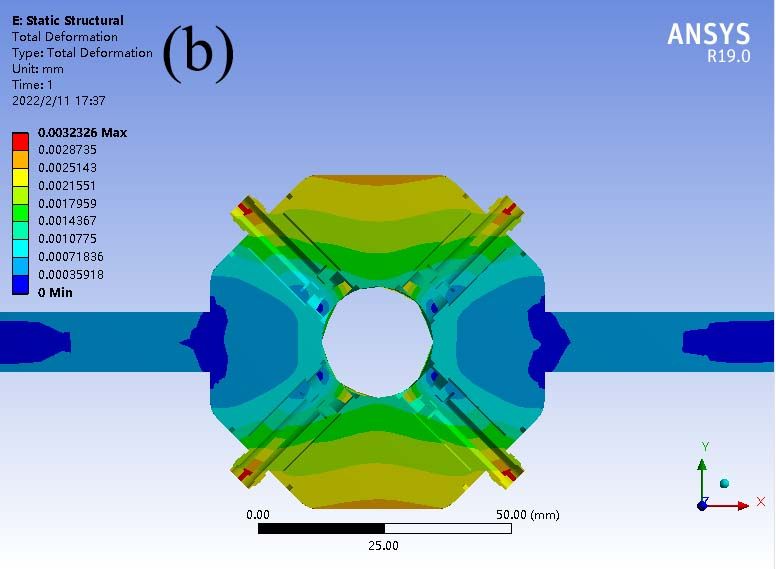 E: Static Structural
Total Deformation
Type: Total Deformation
Unit: mm
Time: 1
2022/2/11 17:37
(b)
ANSYS
R19.0
0.0032326 Max
0.0028735
0.0025143
0.0021551
0.0017959
0.0014367
0.0010775
0.00071836
0.00035918
0 Min
Y
Z
X
0.00
50.00 (mm)
25.00